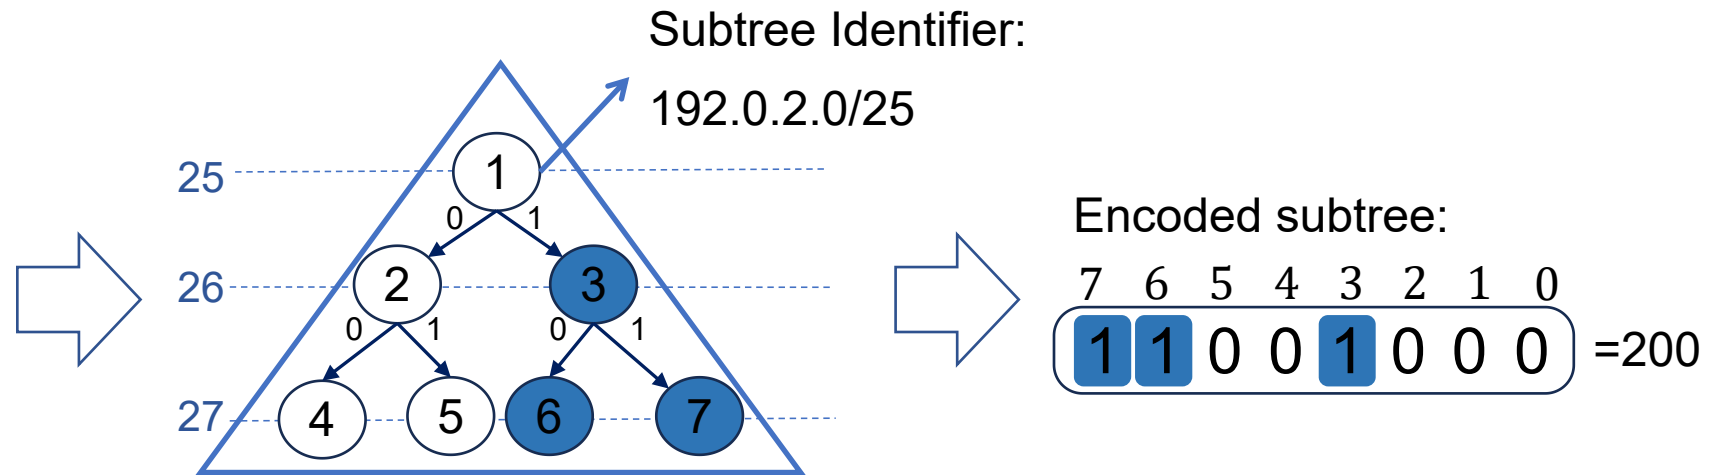 Subtree Identifier:
192.0.2.0/25
25
1
0 1
26
2 3
0 1 0 1
27
4 5 6 7
Encoded subtree:
7 6 5 4 3 2 1 0
1 1 0 0 1 0 0 0 =200